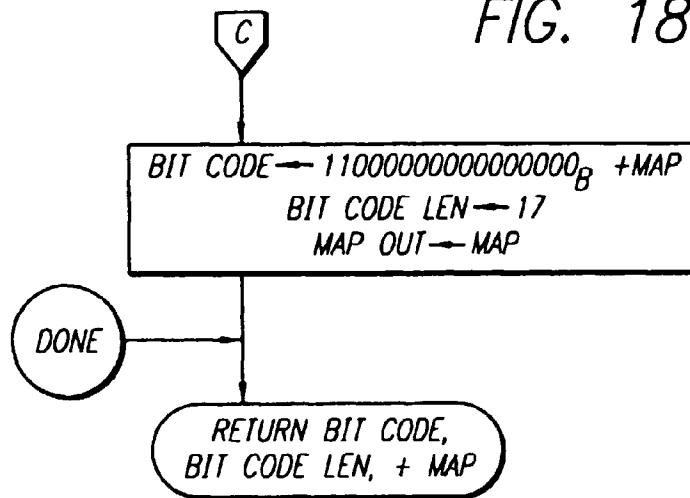 FIG. 18
C
BIT CODE ← 11000000000000000B +MAP
BIT CODE LEN ← 17
MAP OUT ← MAP
DONE
RETURN BIT CODE,
BIT CODE LEN, + MAP